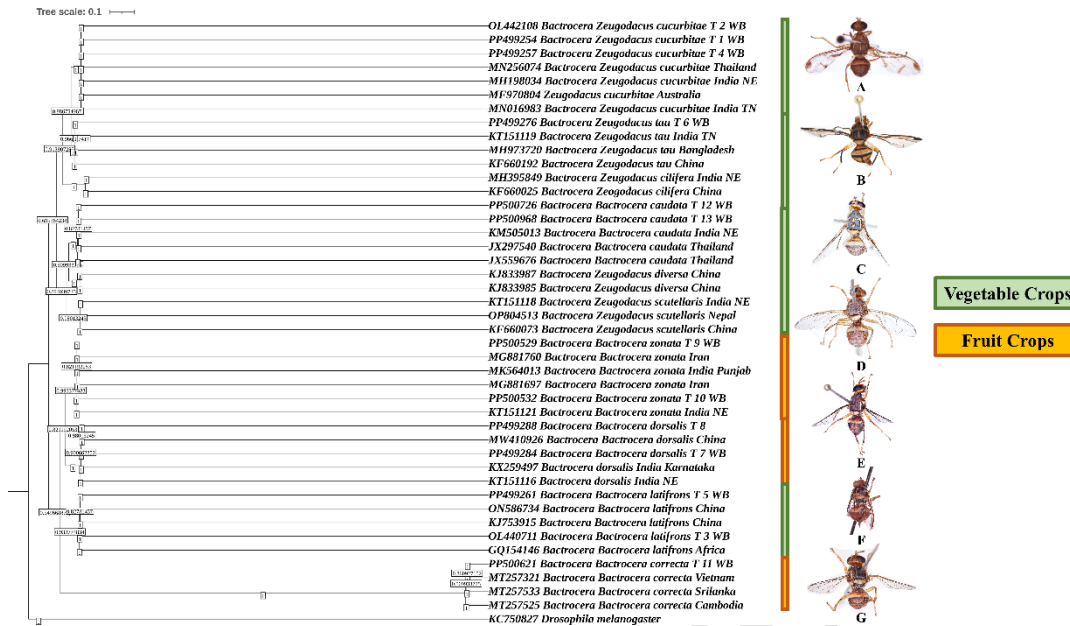 Tree scale: 0.1
OL442108 Bactrocera Zeugodacus cucurbitae T 2 WB
PP499254 Bactrocera Zeugodacus cucurbitae T 1 WB
PP499257 Bactrocera Zeugodacus cucurbitae T 4 WB
MN256074 Bactrocera Zeugodacus cucurbitae Thailand
MH198034 Bactrocera Zeugodacus cucurbitae India NE
MF970804 Zeugodacus cucurbitae Australia
MN016983 Zeugodacus cucurbitae India TN
PP499276 Bactrocera Zeugodacus tau T 6 WB
KT151119 Bactrocera Zeugodacus tau India TN
MH973720 Bactrocera Zeugodacus tau Bangladesh
KF660192 Bactrocera Zeugodacus tau China
MH395849 Bactrocera Zeugodacus cilifera India NE
KF660025 Bactrocera Zeogodacus cilifera China
PP500726 Bactrocera Bactrocera caudata T 12 WB
PP500968 Bactrocera Bactrocera caudata T 13 WB
KM505013 Bactrocera Bactrocera caudata India NE
JX297540 Bactrocera Bactrocera caudata Thailand
JX559676 Bactrocera Bactrocera caudata Thailand
KJ833987 Bactrocera Zeugodacus diversa China
KJ833985 Bactrocera Zeugodacus diversa China
KT151118 Bactrocera Zeugodacus scutellaris India NE
OP804513 Bactrocera Zeugodacus scutellaris Nepal
KF660073 Bactrocera Zeugodacus scutellaris China
PP500529 Bactrocera Bactrocera zonata T 9 WB
MG881760 Bactrocera Bactrocera zonata Iran
MK564013 Bactrocera Bactrocera zonata India Punjab
MG881697 Bactrocera Bactrocera zonata Iran
PP500532 Bactrocera Bactrocera zonata T 10 WB
KT151121 Bactrocera Bactrocera zonata India NE
PP499288 Bactrocera Bactrocera dorsalis T 8
MW410926 Bactrocera Bactrocera dorsalis China
PP499284 Bactrocera Bactrocera dorsalis T 7 WB
KX259497 Bactrocera dorsalis India Karnataka
KT151116 Bactrocera dorsalis India NE
PP499261 Bactrocera Bactrocera latifrons T 5 WB
ON586734 Bactrocera Bactrocera latifrons China
KJ753915 Bactrocera Bactrocera latifrons China
OL440711 Bactrocera Bactrocera latifrons T 3 WB
GQ154146 Bactrocera Bactrocera latifrons Africa
PP500621 Bactrocera Bactrocera correcta T 11 WB
MT257321 Bactrocera Bactrocera correcta Vietnam
MT257533 Bactrocera Bactrocera correcta Srilanka
MT257525 Bactrocera Bactrocera correcta Cambodia
KC750827 Drosophila melanogaster
A
B
C
D
E
F
G
Vegetable Crops
Fruit Crops